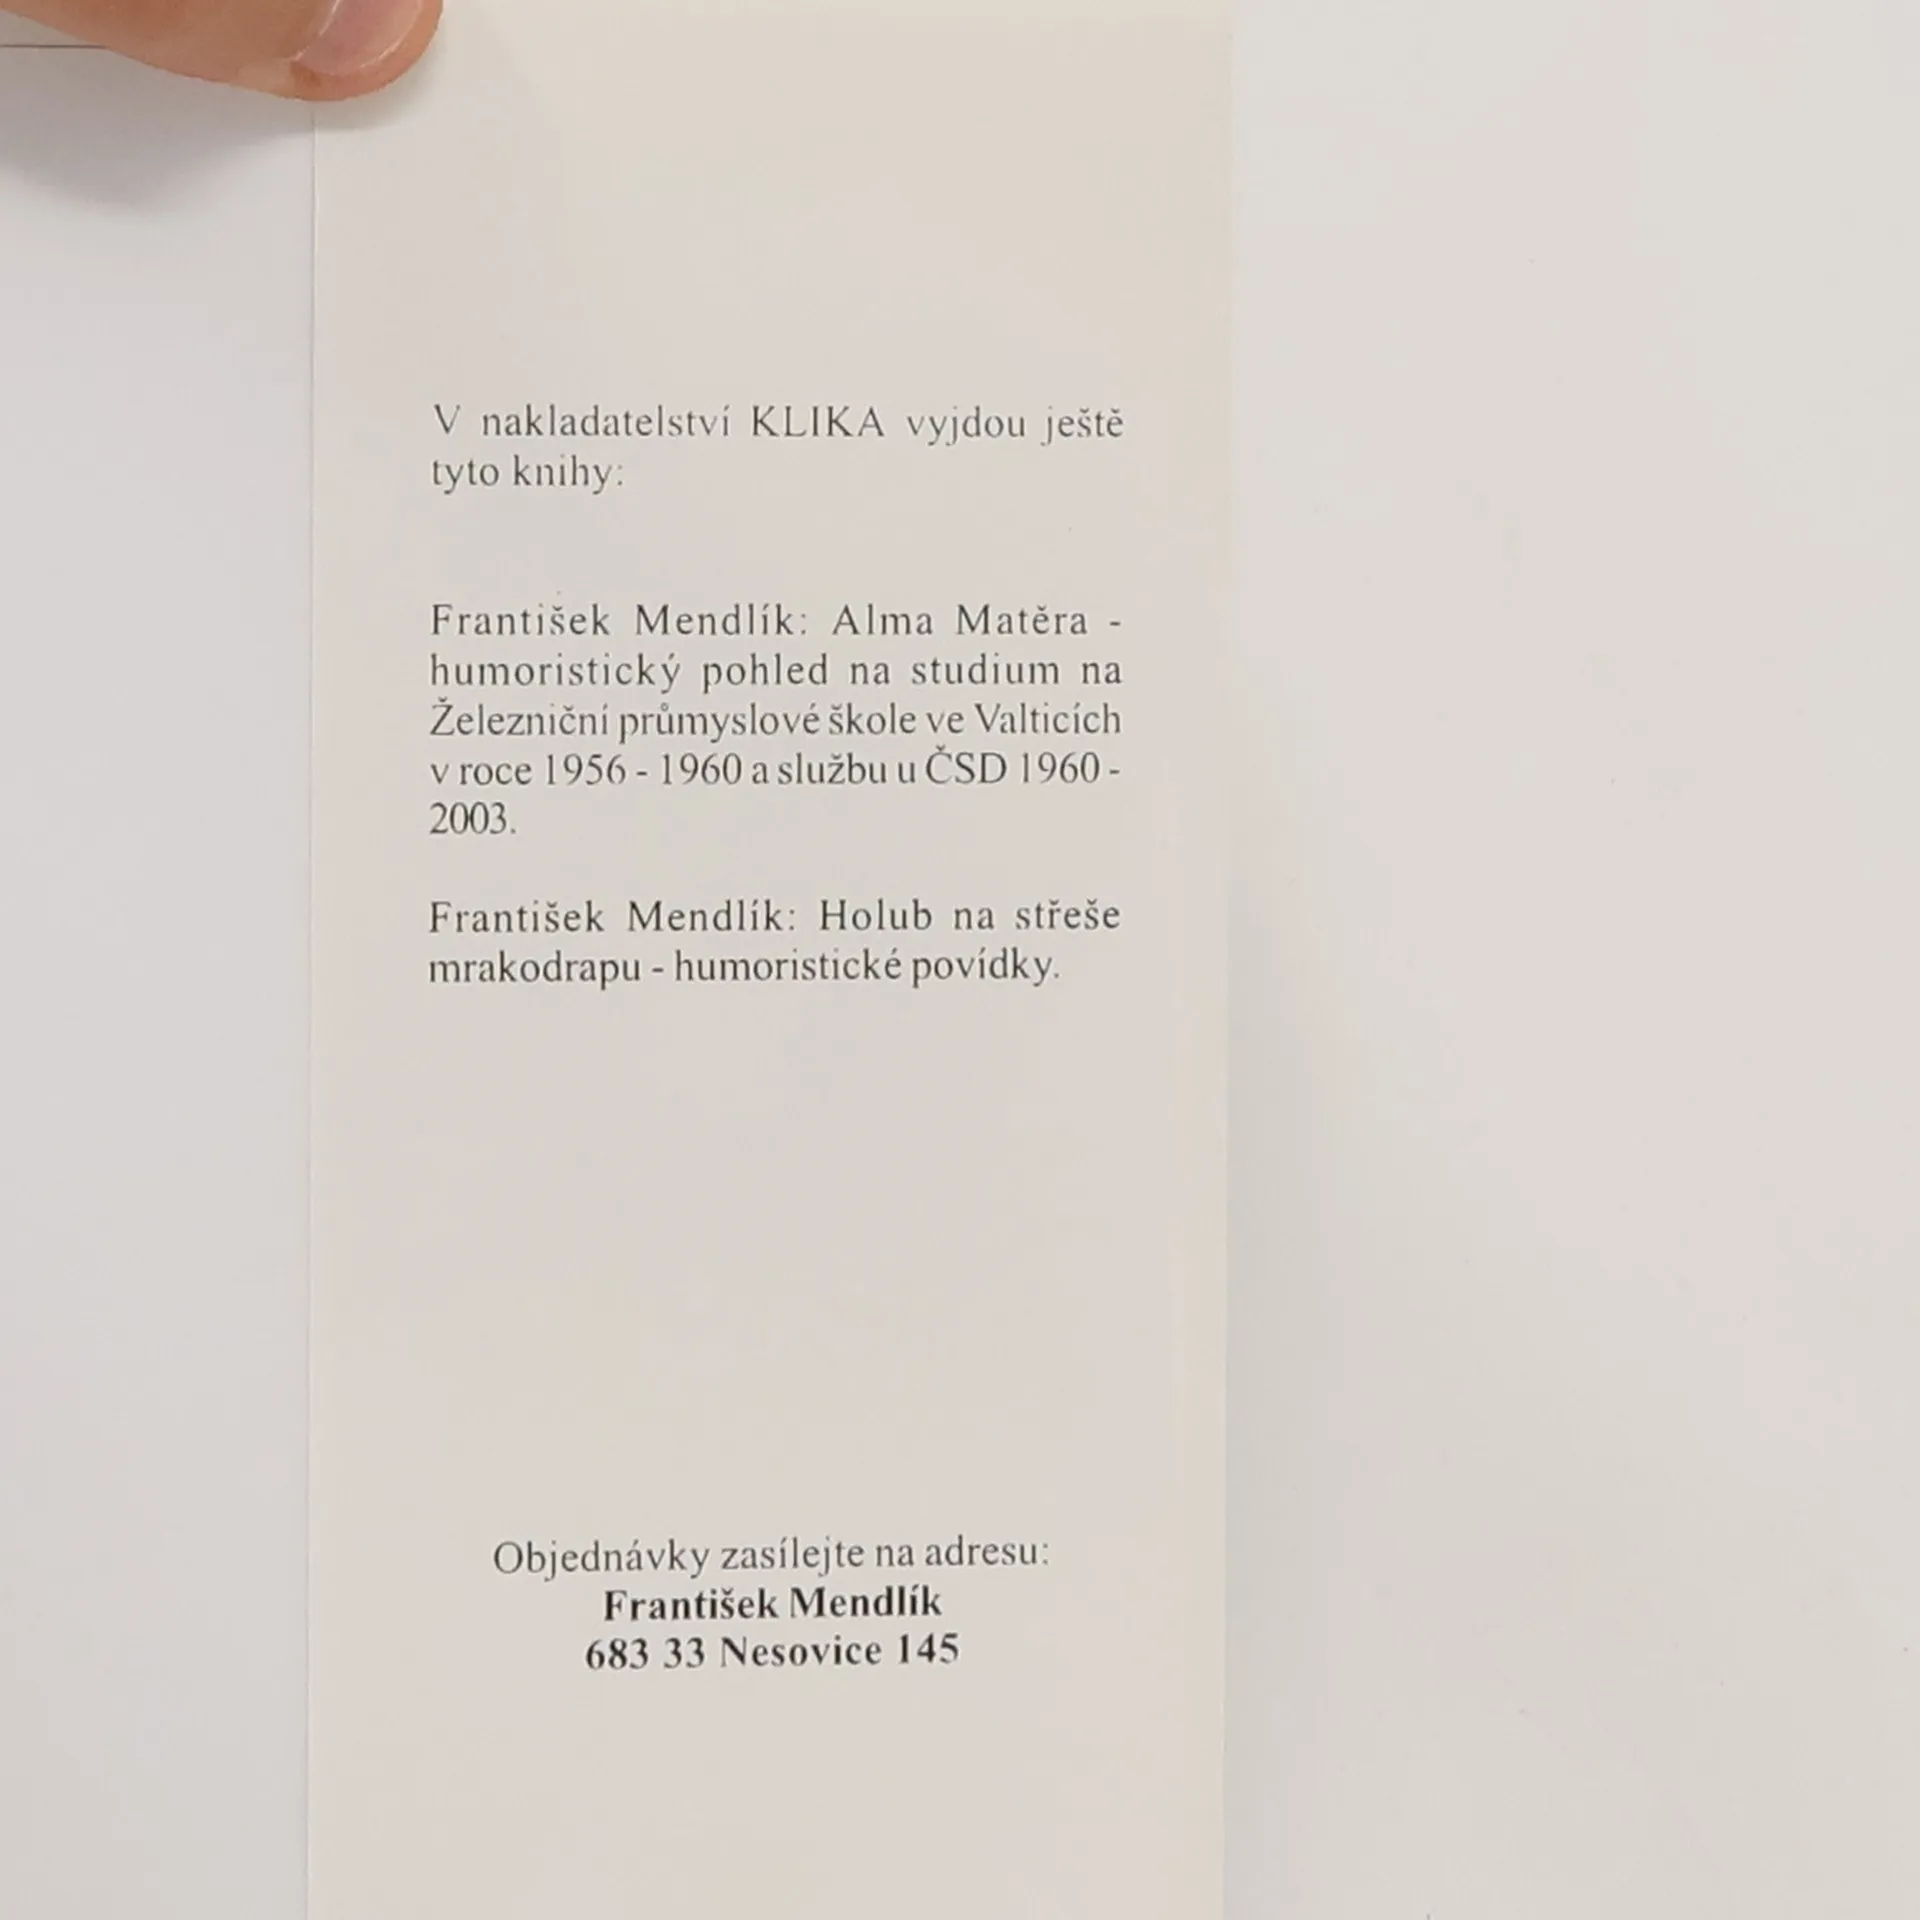 V nakladatelství KLIKA vyjdou ještě
tyto knihy:
František Mendlík: Alma Matěra -
humoristický pohled na studium na
Železniční průmyslové škole ve Valticích
v roce 1956 - 1960 a službu u ČSD 1960 -
2003.
František Mendlík: Holub na střeše
mrakodrapu - humoristické povídky.
Objednávky zasílejte na adresu:
František Mendlík
683 33 Nesovice 145